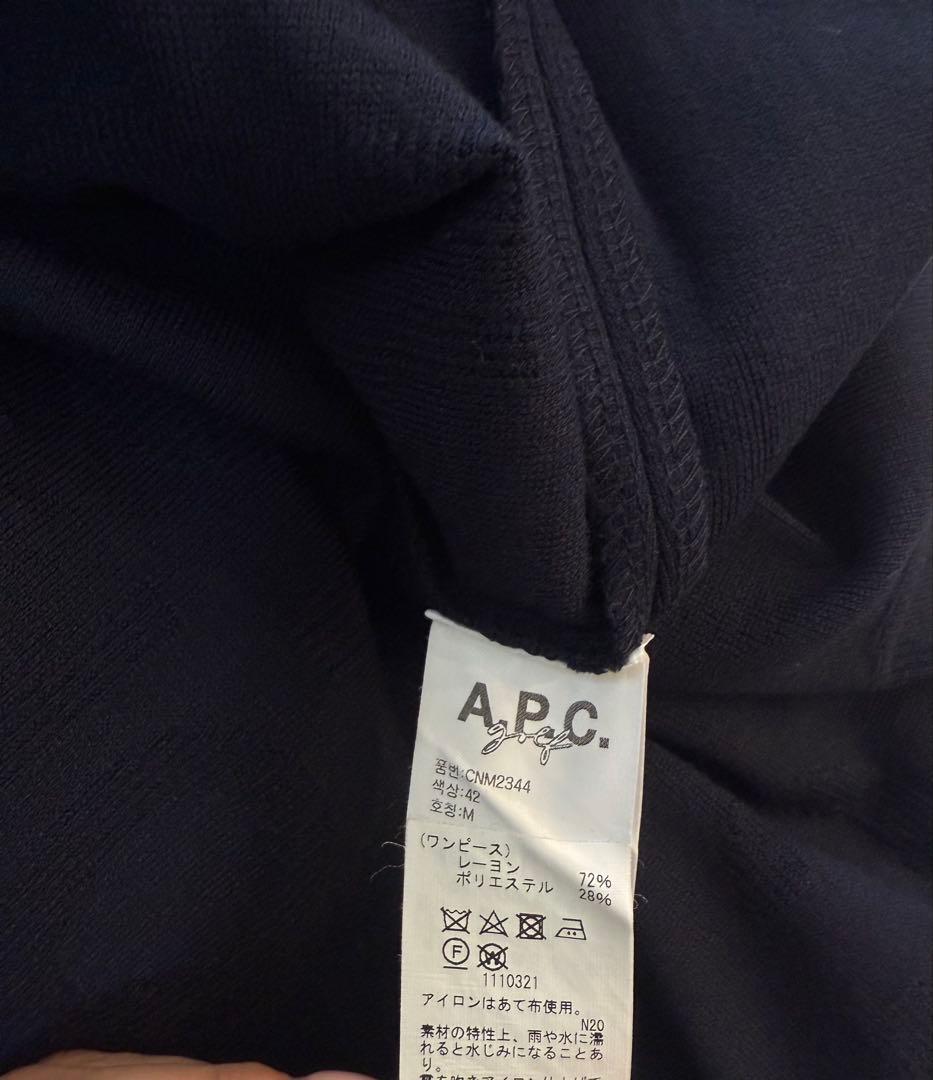 A.P.C.
golf
품번:CNM2344
색상:42
호칭:M
(ワンピース)
レーヨン 72%
ポリエステル 28%
F W
1110321
アイロンはあて布使用。
N20
素材の特性上、雨や水に濡
れると水じみになることあ
り。